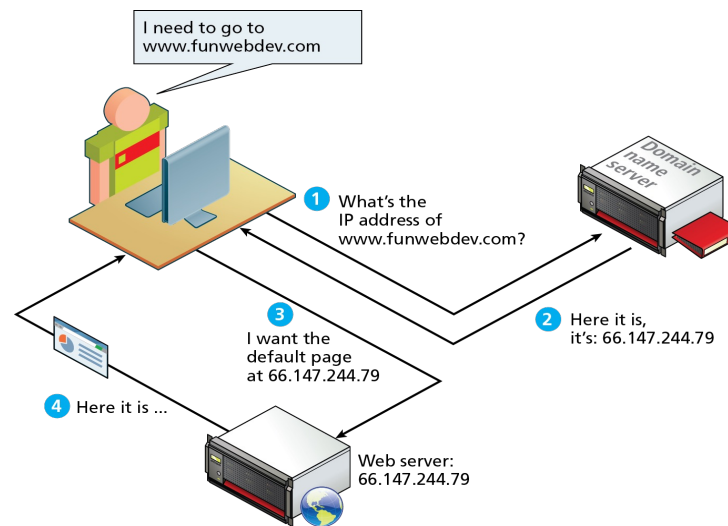 I need to go to
www.funwebdev.com
Domain
name
server
1 What's the
IP address of
www.funwebdev.com?
2 Here it is,
it's: 66.147.244.79
3
I want the
default page
at 66.147.244.79
4 Here it is ...
Web server:
66.147.244.79